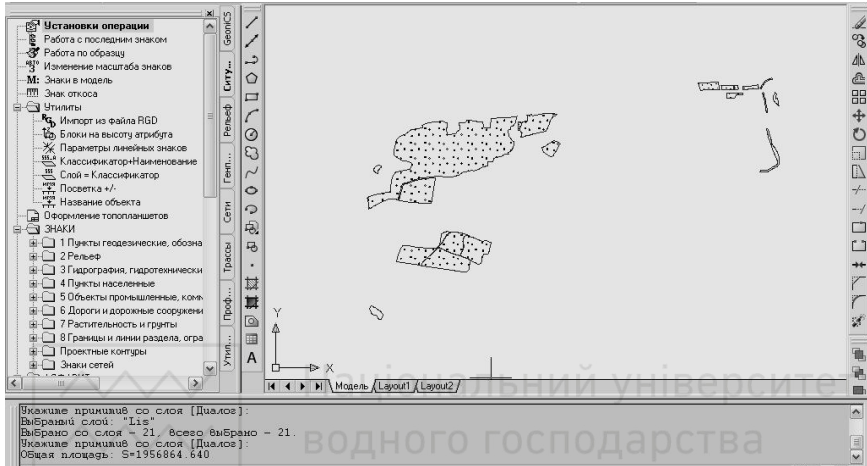 Установки операции
Работа с последним знаком
Работа по образцу
Изменение масштаба знаков
М: Знаки в модель
Знак откоса
Утилиты
Импорт из файла RGD
Блоки на высоту атрибута
Параметры линейных знаков
Классификатор+Наименование
Слой = Классификатор
Посветка +/-
Название объекта
Оформление топопланшетов
ЗНАКИ
1 Пункты геодезические, обозна
2 Рельеф
3 Гидрография, гидротехнически
4 Пункты населенные
5 Объекты промышленные, комм
6 Дороги и дорожные сооружени
7 Растительность и грунты
8 Границы и линии раздела, огра
Проектные контуры
Знаки сетей
GeoniCS
Ситу...
Рельеф
Генп...
Сети
Трассы
Проф...
Утил...
A
Y
X
Модель
Layout1
Layout2
Національний університет
водного господарства
Укажите примитив со слоя [Диалог]:
Выбраный слой: "Lis"
Выбрано со слоя - 21, всего выбрано - 21.
Укажите примитив со слоя [Диалог]:
Общая площадь: S=1956864.640